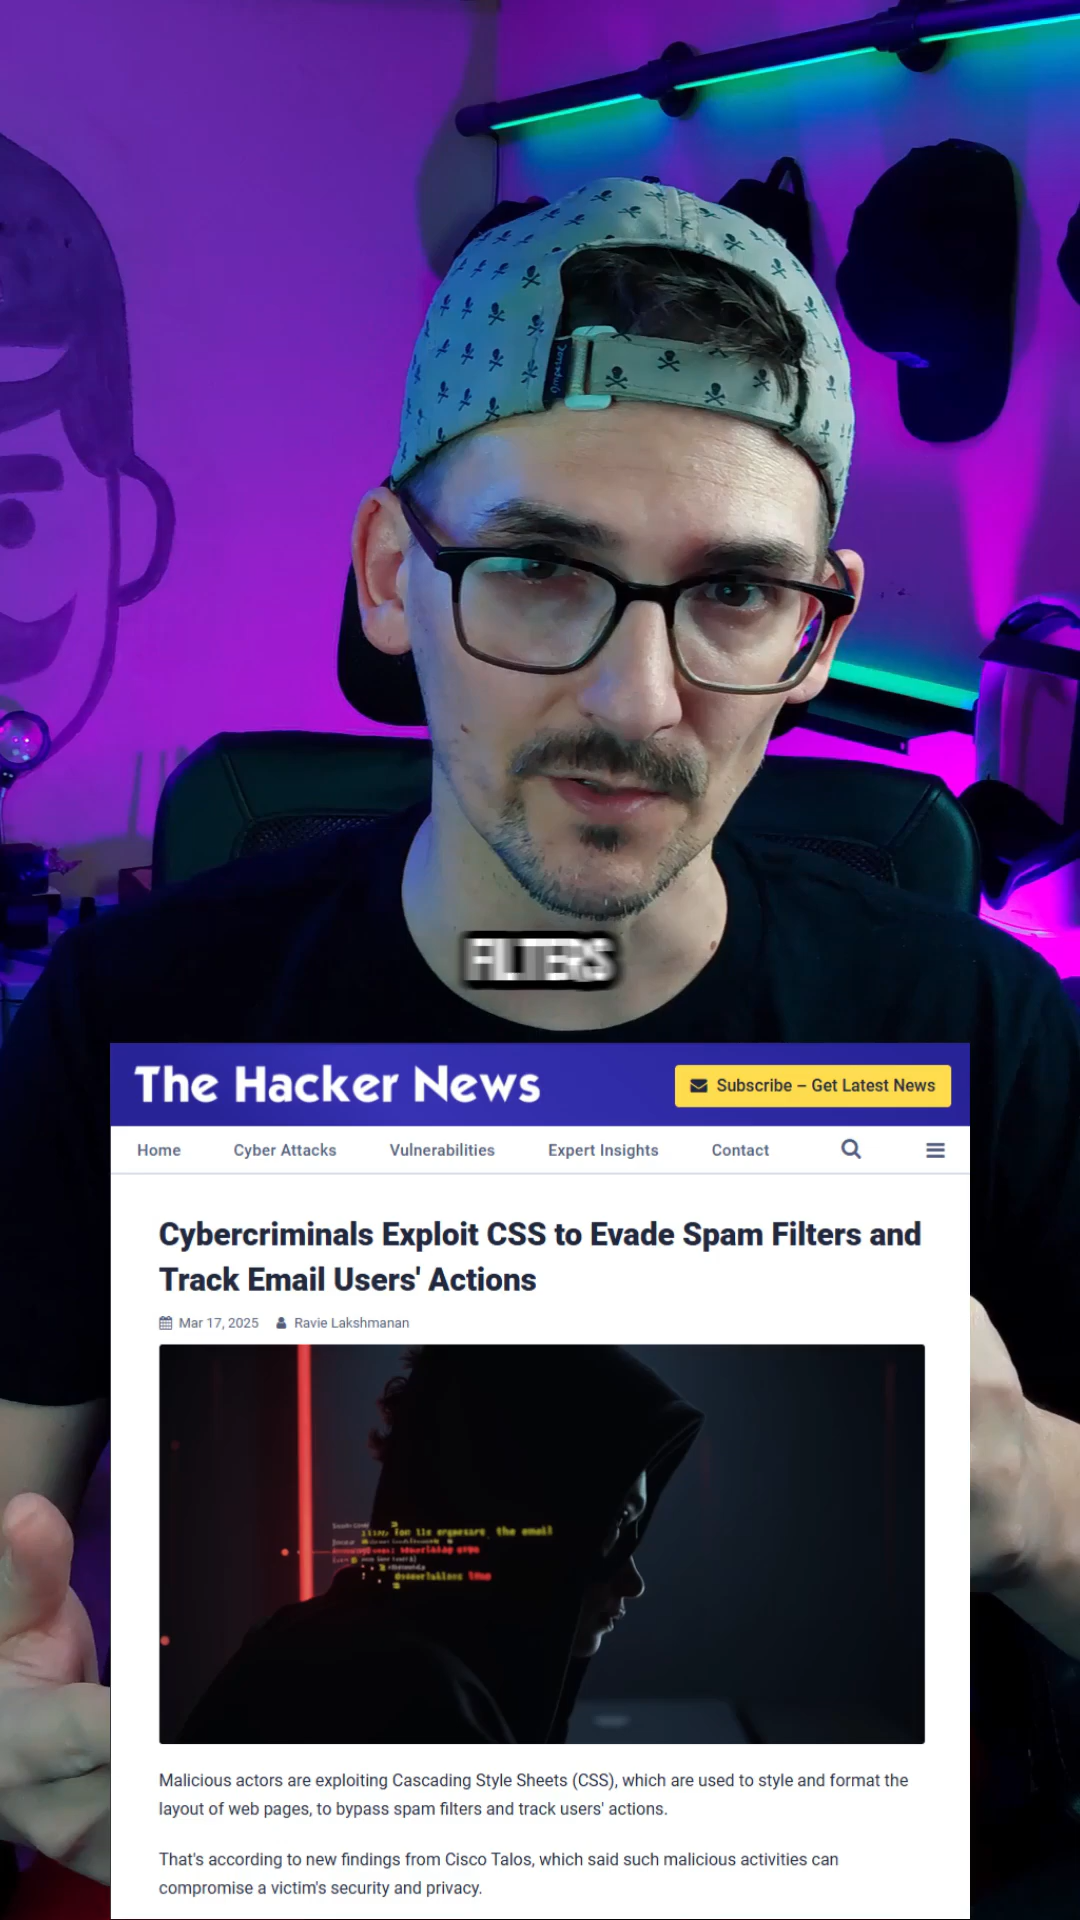 Imperial
FILTERS
The Hacker News
Subscribe – Get Latest News
Home Cyber Attacks Vulnerabilities Expert Insights Contact
Cybercriminals Exploit CSS to Evade Spam Filters and
Track Email Users' Actions
Mar 17, 2025 Ravie Lakshmanan
the email
Malicious actors are exploiting Cascading Style Sheets (CSS), which are used to style and format the
layout of web pages, to bypass spam filters and track users' actions.
That's according to new findings from Cisco Talos, which said such malicious activities can
compromise a victim's security and privacy.